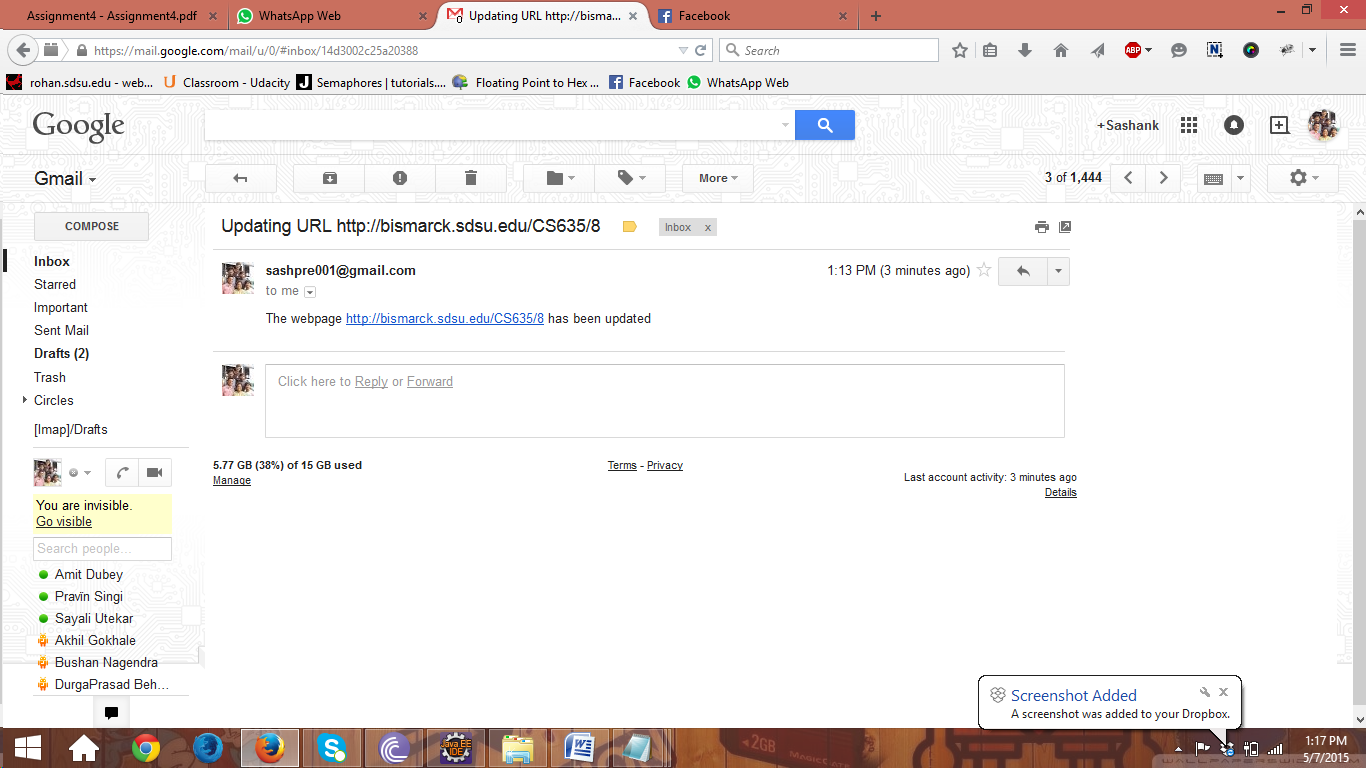 Assignment4 - Assignment4.pdf
WhatsApp Web
Updating URL http://bisma...
Facebook
https://mail.google.com/mail/u/0/#inbox/14d3002c25a20388
Search
ABP
rohan.sdsu.edu - web...
Classroom - Udacity
Semaphores | tutorials....
Floating Point to Hex ...
Facebook
WhatsApp Web
Google
+Sashank
Gmail
More
3 of 1,444
COMPOSE
Updating URL http://bismarck.sdsu.edu/CS635/8
Inbox x
Inbox
Starred
Important
Sent Mail
Drafts (2)
Trash
Circles
[Imap]/Drafts
sashpre001@gmail.com
1:13 PM (3 minutes ago)
to me
The webpage http://bismarck.sdsu.edu/CS635/8 has been updated
Click here to Reply or Forward
5.77 GB (38%) of 15 GB used
Manage
Terms - Privacy
Last account activity: 3 minutes ago
Details
You are invisible.
Go visible
Search people...
Amit Dubey
Pravin Singi
Sayali Utekar
Akhil Gokhale
Bushan Nagendra
DurgaPrasad Beh...
Screenshot Added
A screenshot was added to your Dropbox.
Java EE
IDE
2GB
1:17 PM
5/7/2015